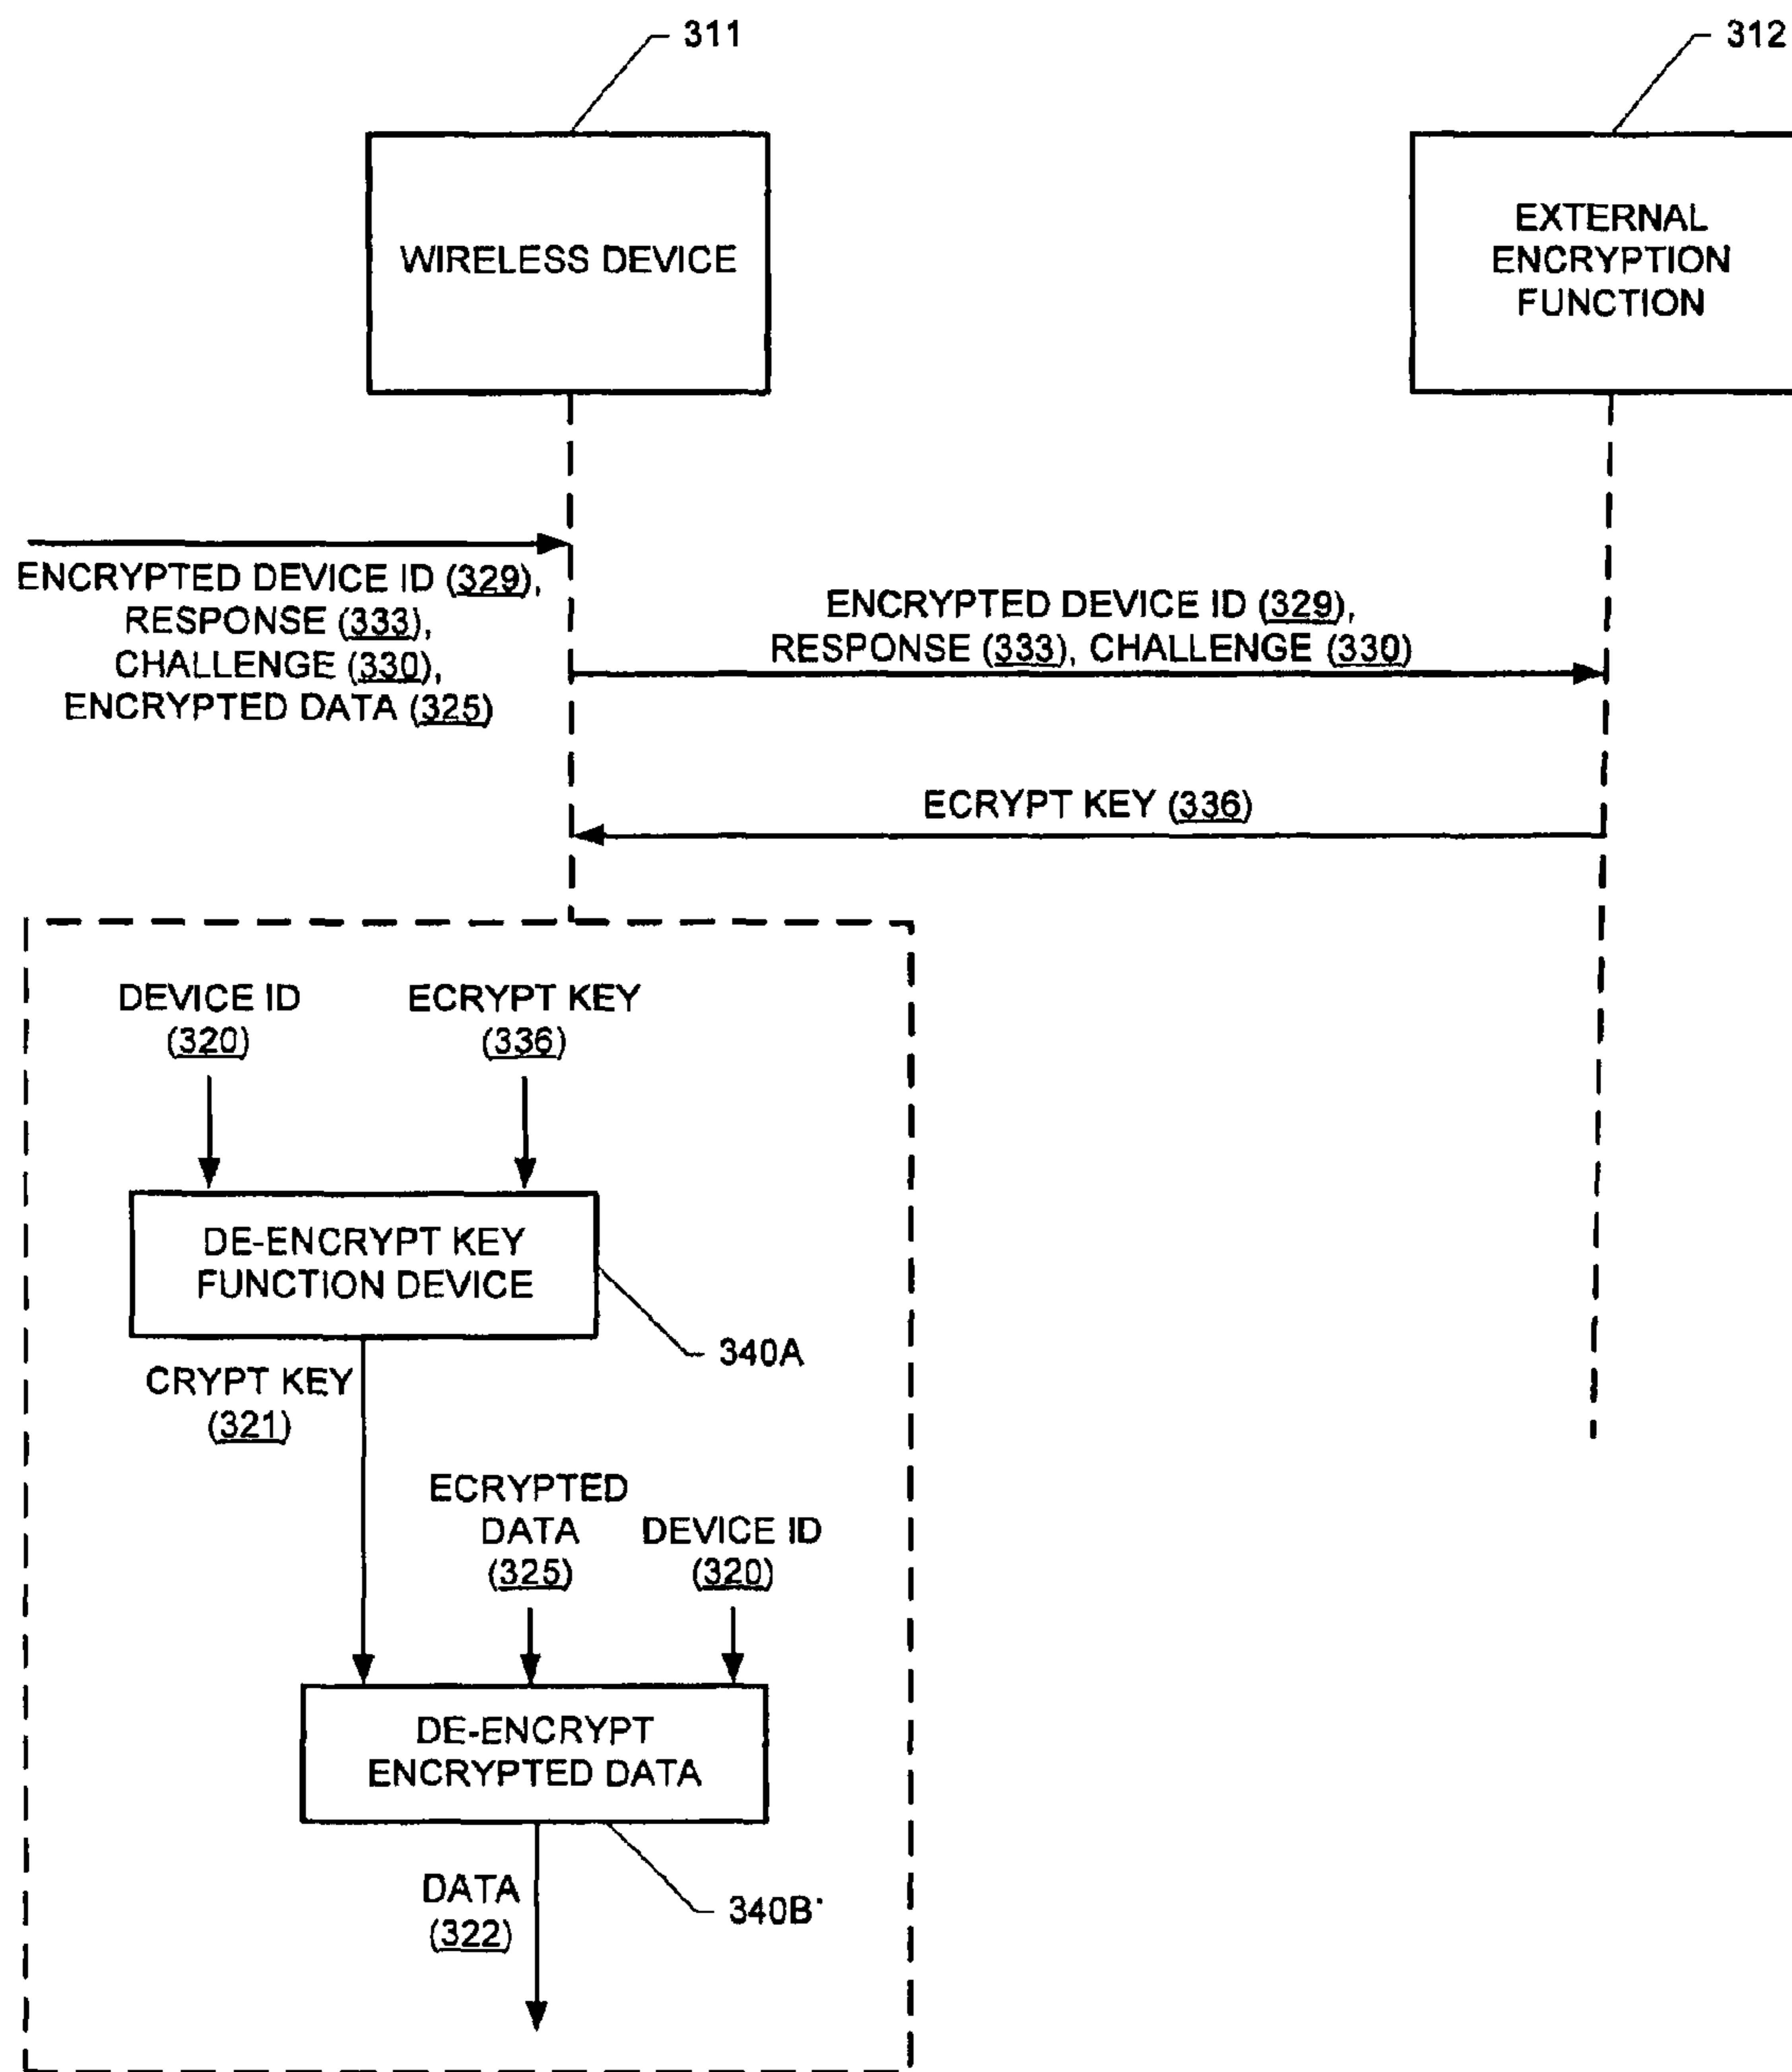 311
312
WIRELESS DEVICE
EXTERNAL
ENCRYPTION
FUNCTION
ENCRYPTED DEVICE ID (329),
RESPONSE (333),
CHALLENGE (330),
ENCRYPTED DATA (325)
ENCRYPTED DEVICE ID (329),
RESPONSE (333), CHALLENGE (330)
ECRYPT KEY (336)
DEVICE ID
(320)
ECRYPT KEY
(336)
DE-ENCRYPT KEY
FUNCTION DEVICE
340A
CRYPT KEY
(321)
ECRYPTED
DATA
(325)
DEVICE ID
(320)
DE-ENCRYPT
ENCRYPTED DATA
340B'
DATA
(322)